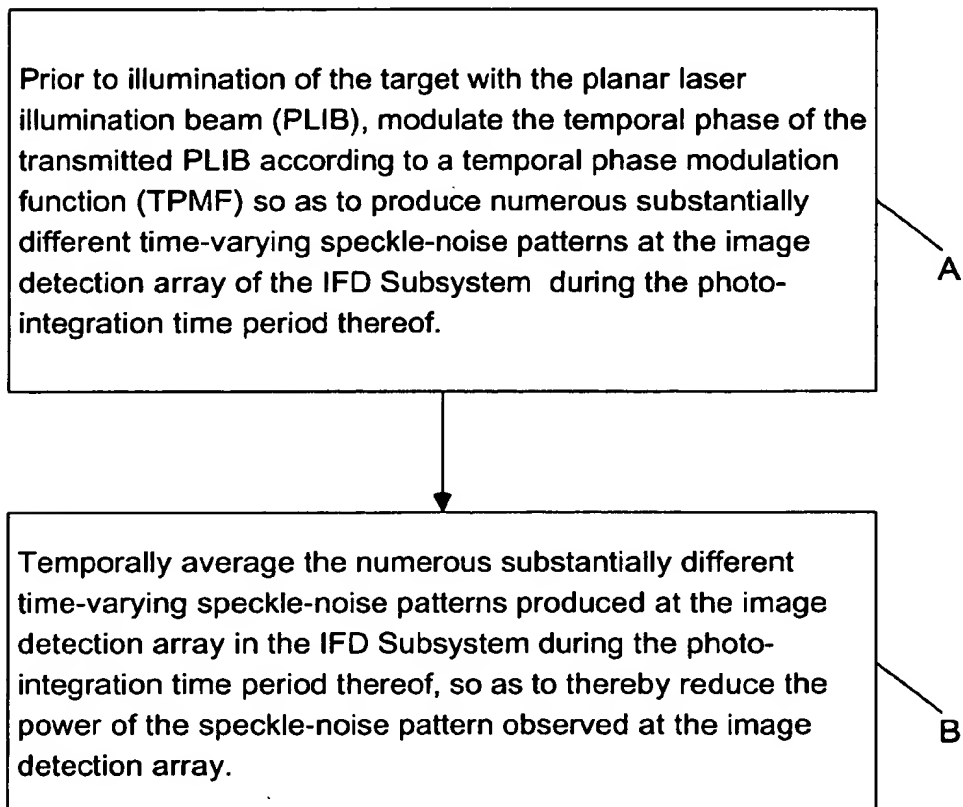 Prior to illumination of the target with the planar laser
illumination beam (PLIB), modulate the temporal phase of the
transmitted PLIB according to a temporal phase modulation
function (TPMF) so as to produce numerous substantially
different time-varying speckle-noise patterns at the image
detection array of the IFD Subsystem during the photo-
integration time period thereof.
A
Temporally average the numerous substantially different
time-varying speckle-noise patterns produced at the image
detection array in the IFD Subsystem during the photo-
integration time period thereof, so as to thereby reduce the
power of the speckle-noise pattern observed at the image
detection array.
B